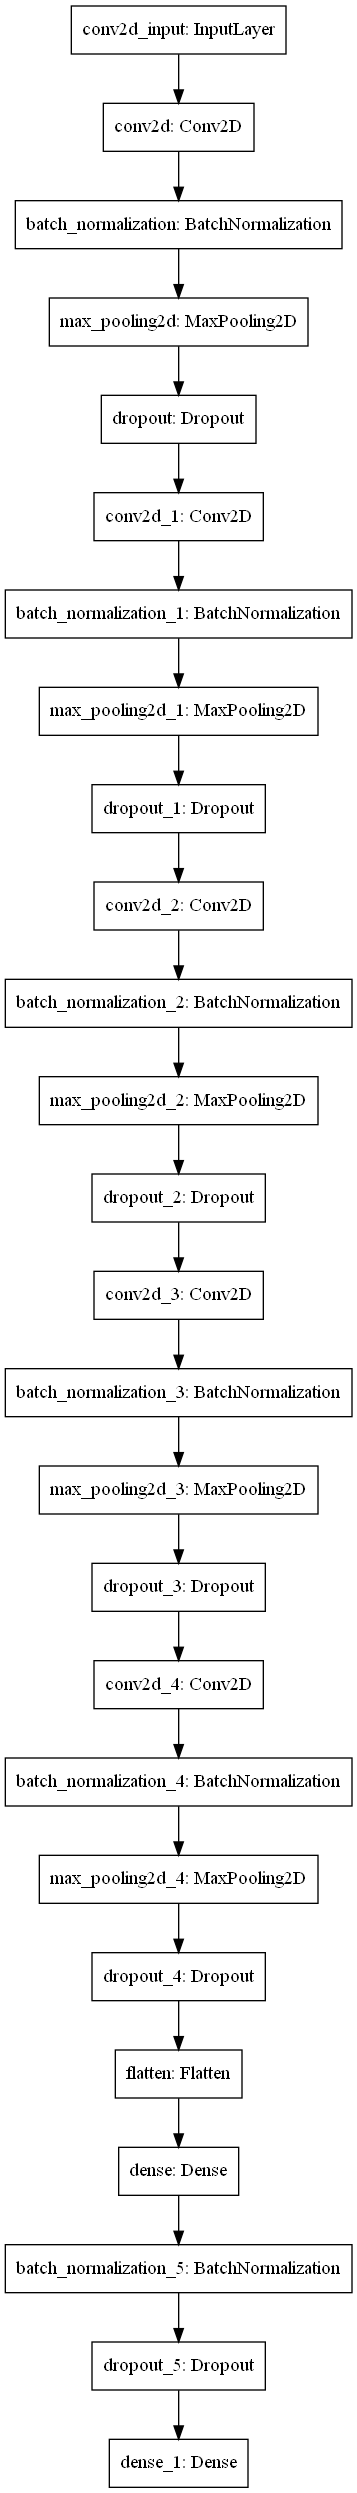 conv2d_input: InputLayer
conv2d: Conv2D
batch_normalization: BatchNormalization
max_pooling2d: MaxPooling2D
dropout: Dropout
conv2d_1: Conv2D
batch_normalization_1: BatchNormalization
max_pooling2d_1: MaxPooling2D
dropout_1: Dropout
conv2d_2: Conv2D
batch_normalization_2: BatchNormalization
max_pooling2d_2: MaxPooling2D
dropout_2: Dropout
conv2d_3: Conv2D
batch_normalization_3: BatchNormalization
max_pooling2d_3: MaxPooling2D
dropout_3: Dropout
conv2d_4: Conv2D
batch_normalization_4: BatchNormalization
max_pooling2d_4: MaxPooling2D
dropout_4: Dropout
flatten: Flatten
dense: Dense
batch_normalization_5: BatchNormalization
dropout_5: Dropout
dense_1: Dense